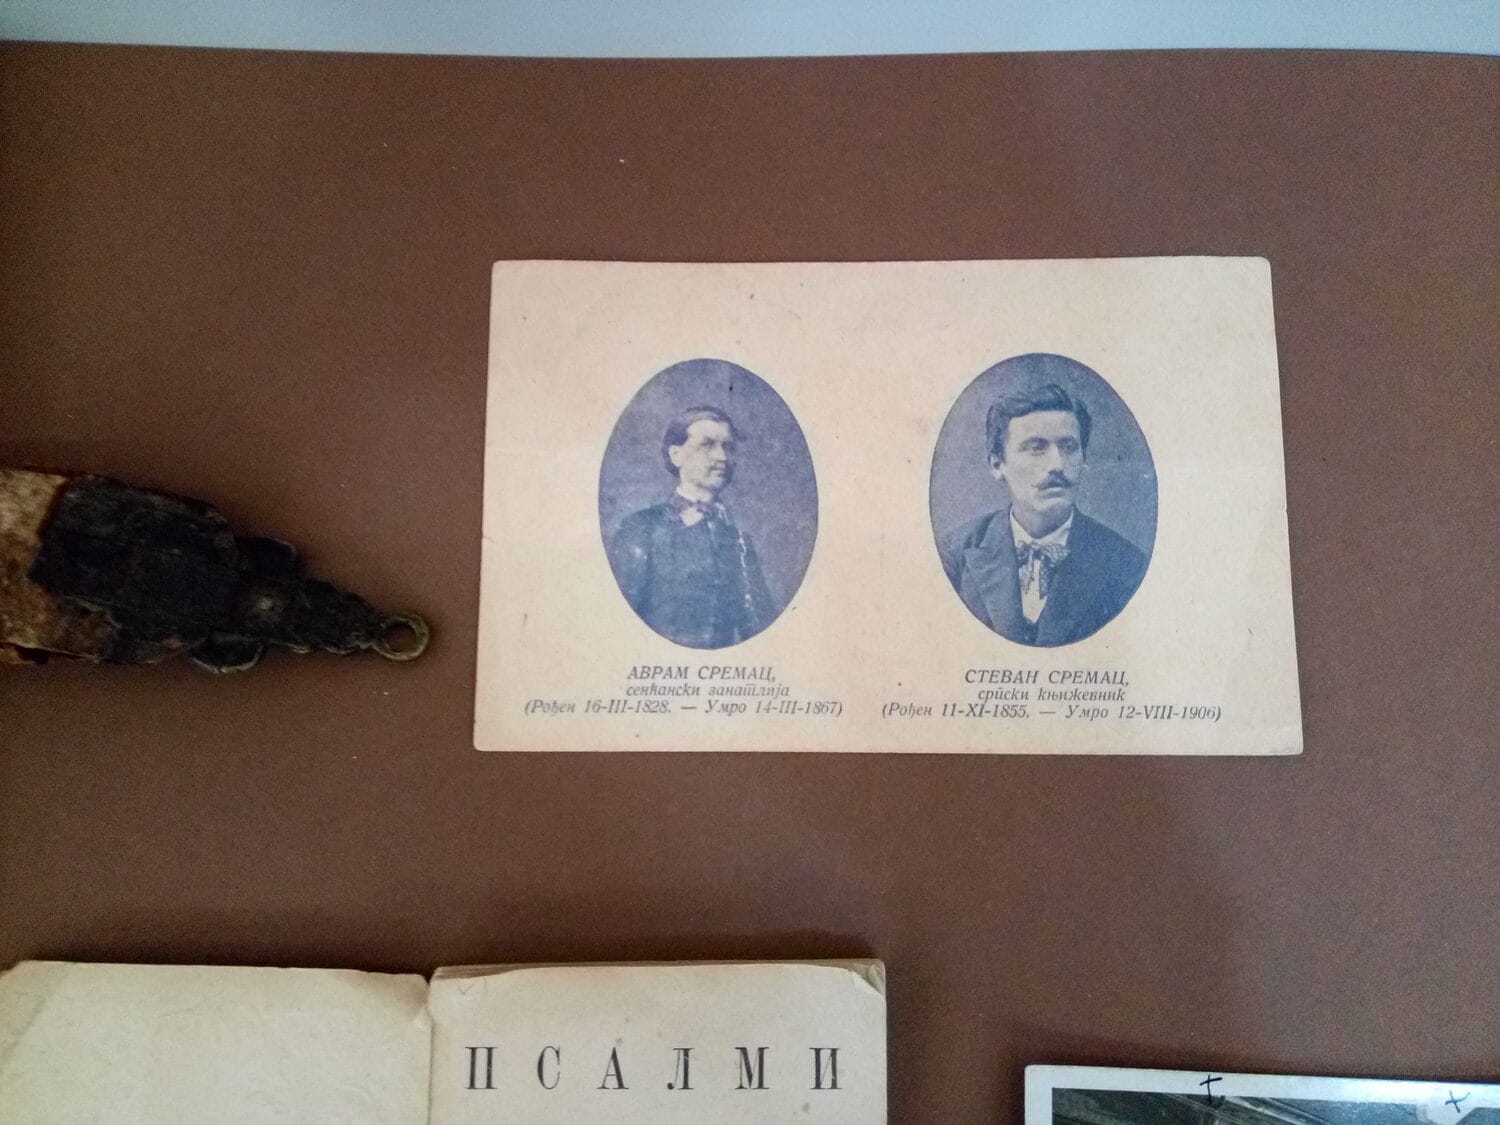 АВРАМ СРЕМАЦ,
сенћански занатлија
(Рођен 16-III-1828. — Умро 14-III-1867)
СТЕВАН СРЕМАЦ,
српски књижевник
(Рођен 11-XI-1855. — Умро 12-VIII-1906)
ПСАЛМИ